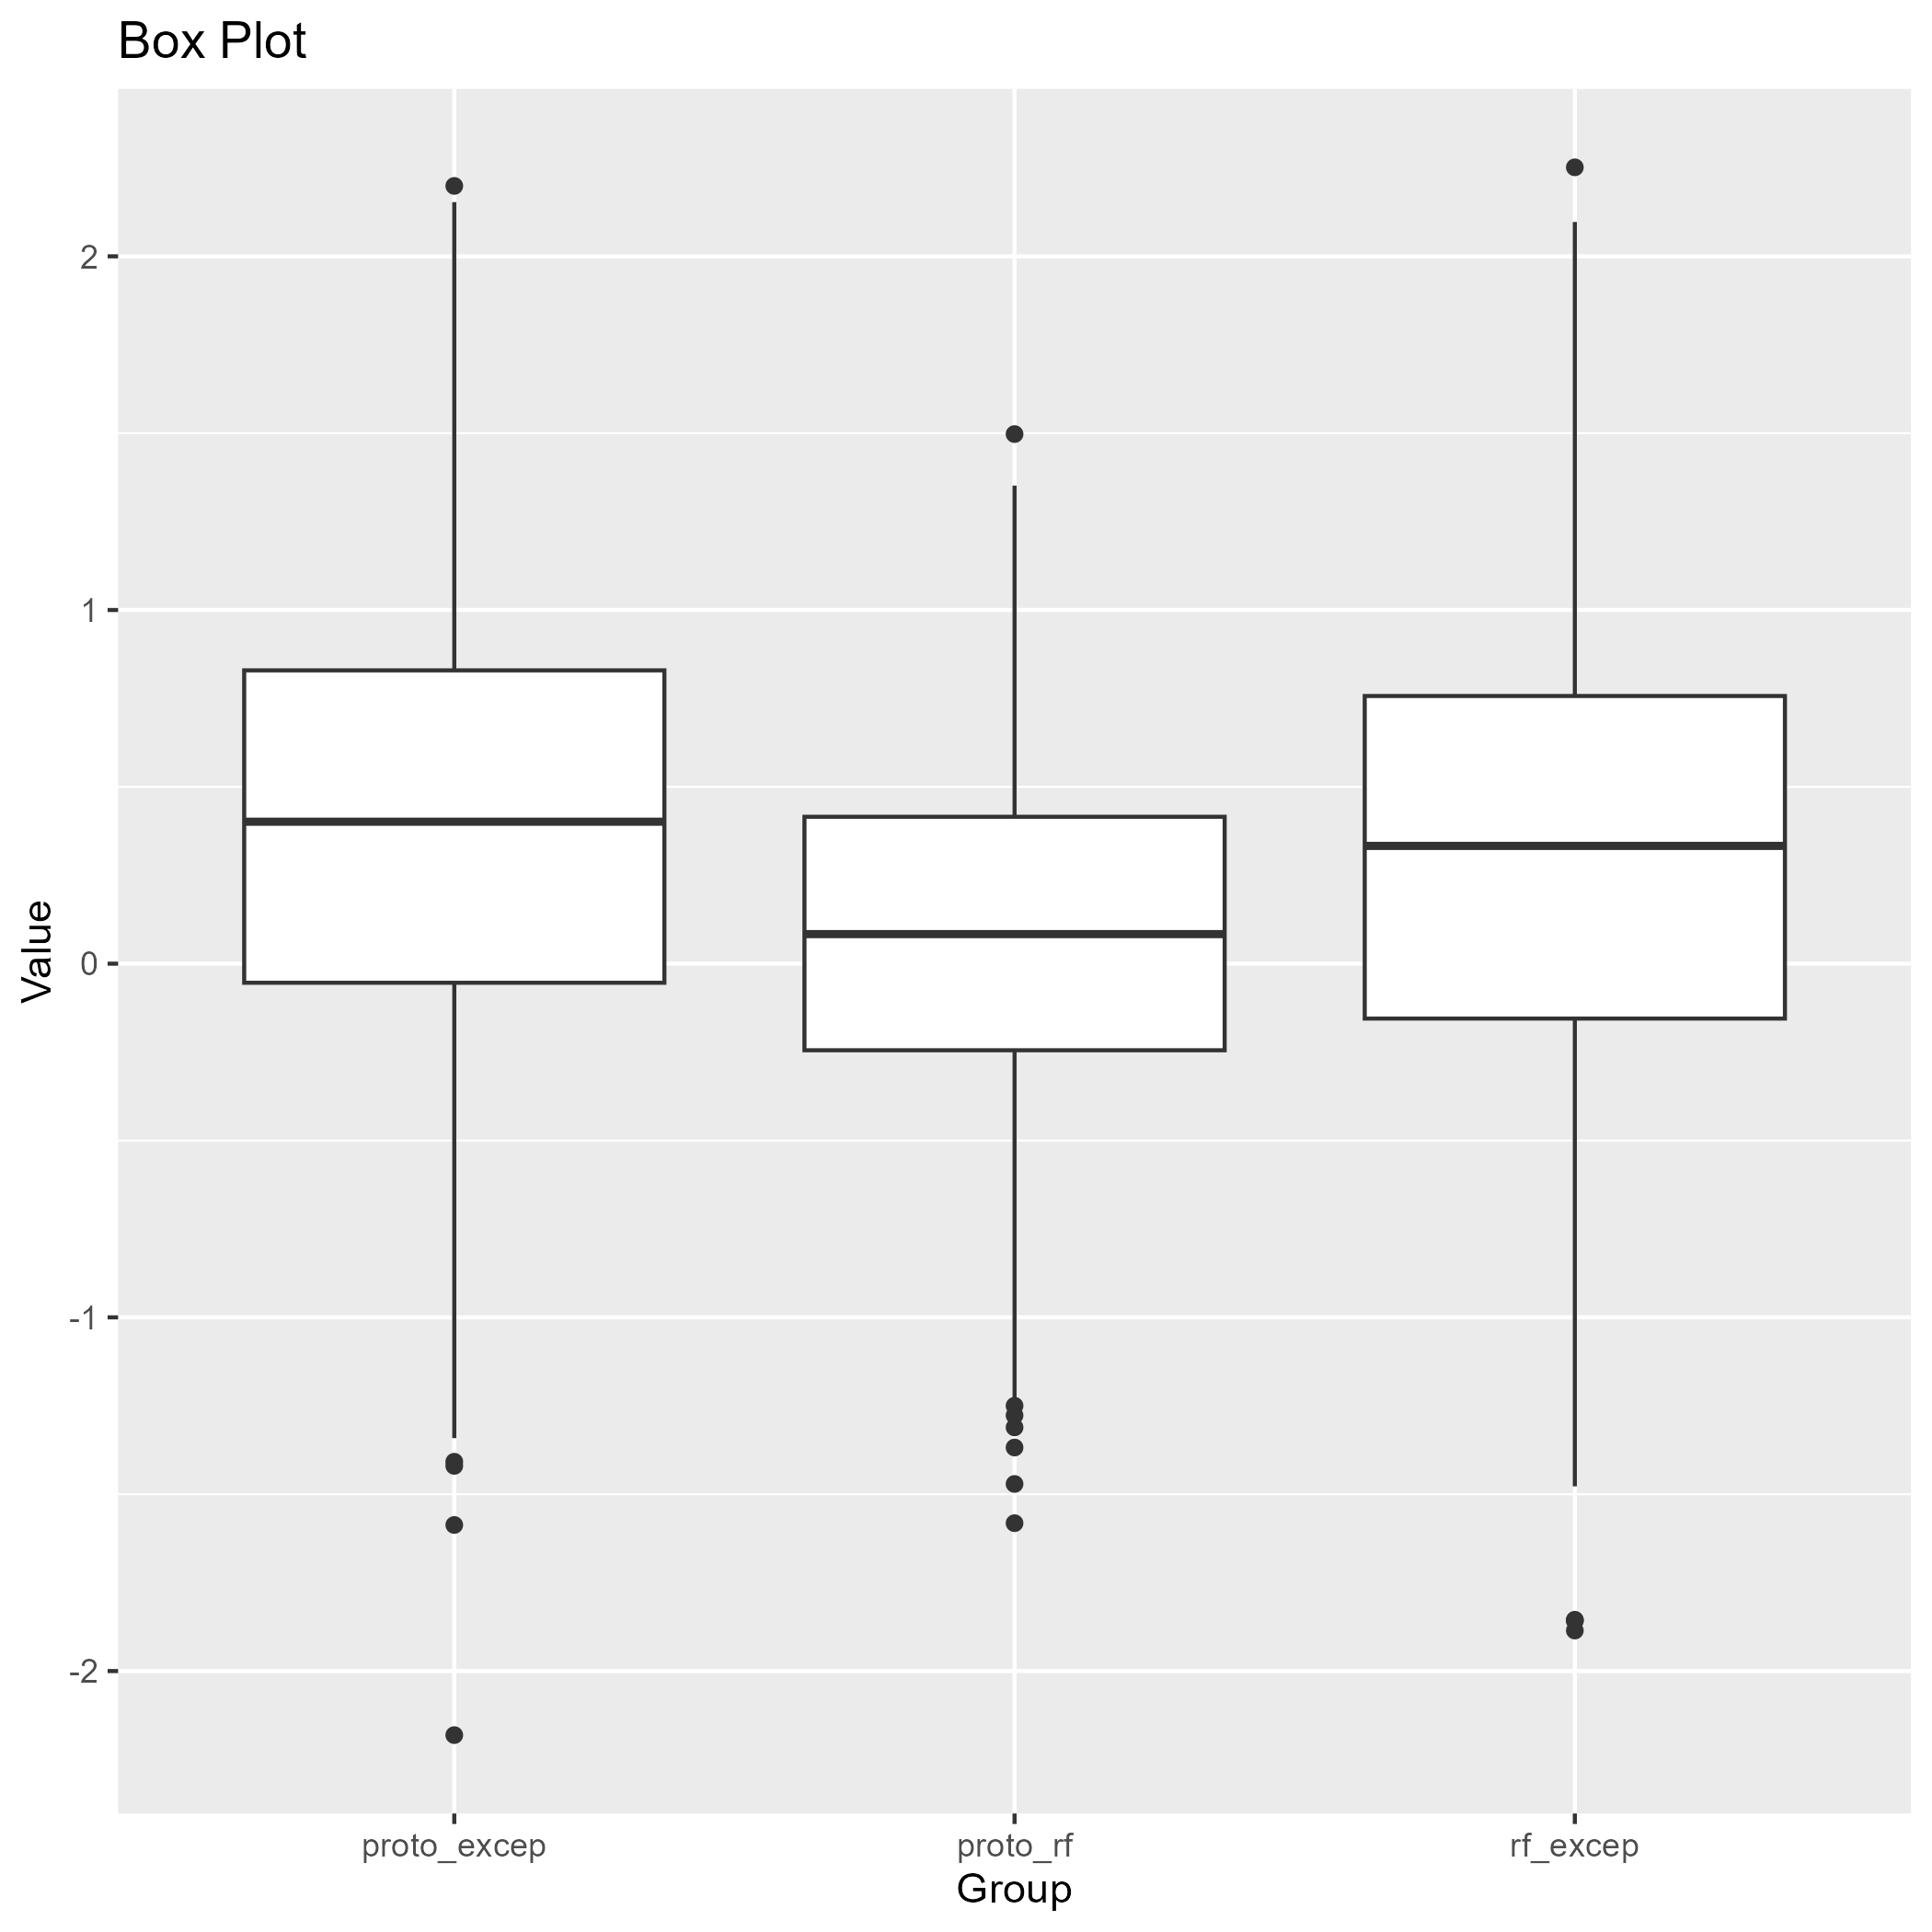 Box Plot
Value
2
1
0
-1
-2
proto_excep
proto_rf
rf_excep
Group